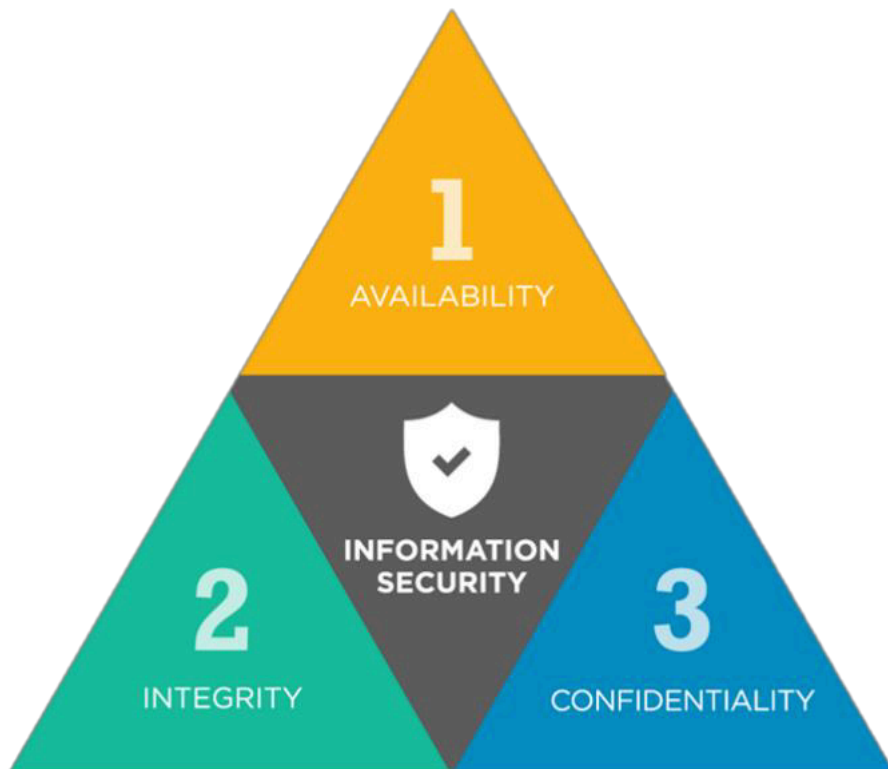 1
AVAILABILITY
INFORMATION
SECURITY
2
INTEGRITY
3
CONFIDENTIALITY